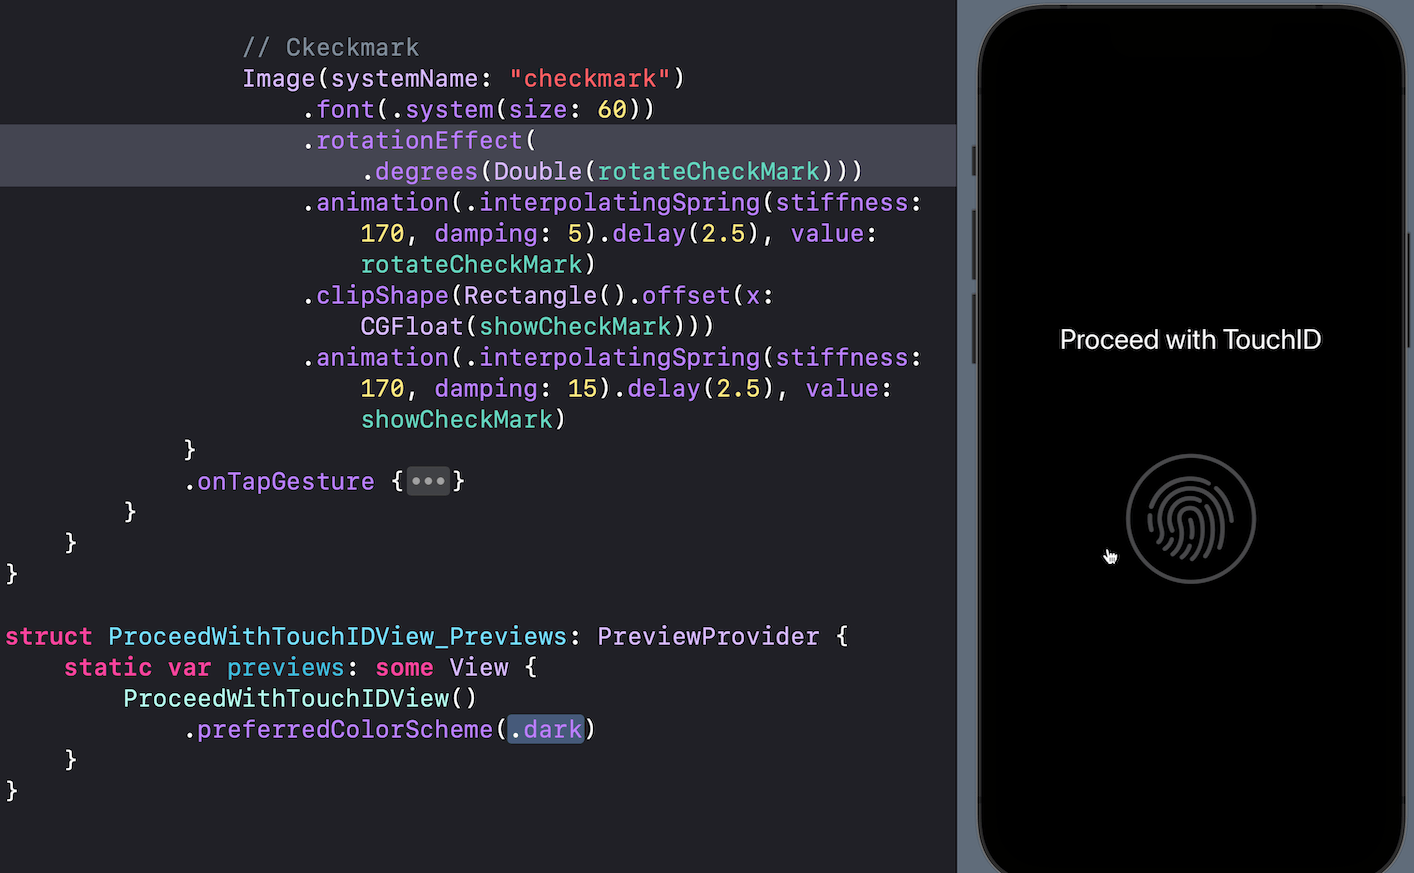 // Ckeckmark
Image(systemName: "checkmark")
.font(.system(size: 60))
.rotationEffect(
.degrees(Double(rotateCheckMark)))
.animation(.interpolatingSpring(stiffness:
170, damping: 5).delay(2.5), value:
rotateCheckMark)
.clipShape(Rectangle().offset(x:
CGFloat(showCheckMark)))
.animation(.interpolatingSpring(stiffness:
170, damping: 15).delay(2.5), value:
showCheckMark)
}
.onTapGesture {•••}
}
}
}
struct ProceedWithTouchIDView_Previews: PreviewProvider {
static var previews: some View {
ProceedWithTouchIDView()
.preferredColorScheme(.dark)
}
}
Proceed with TouchID